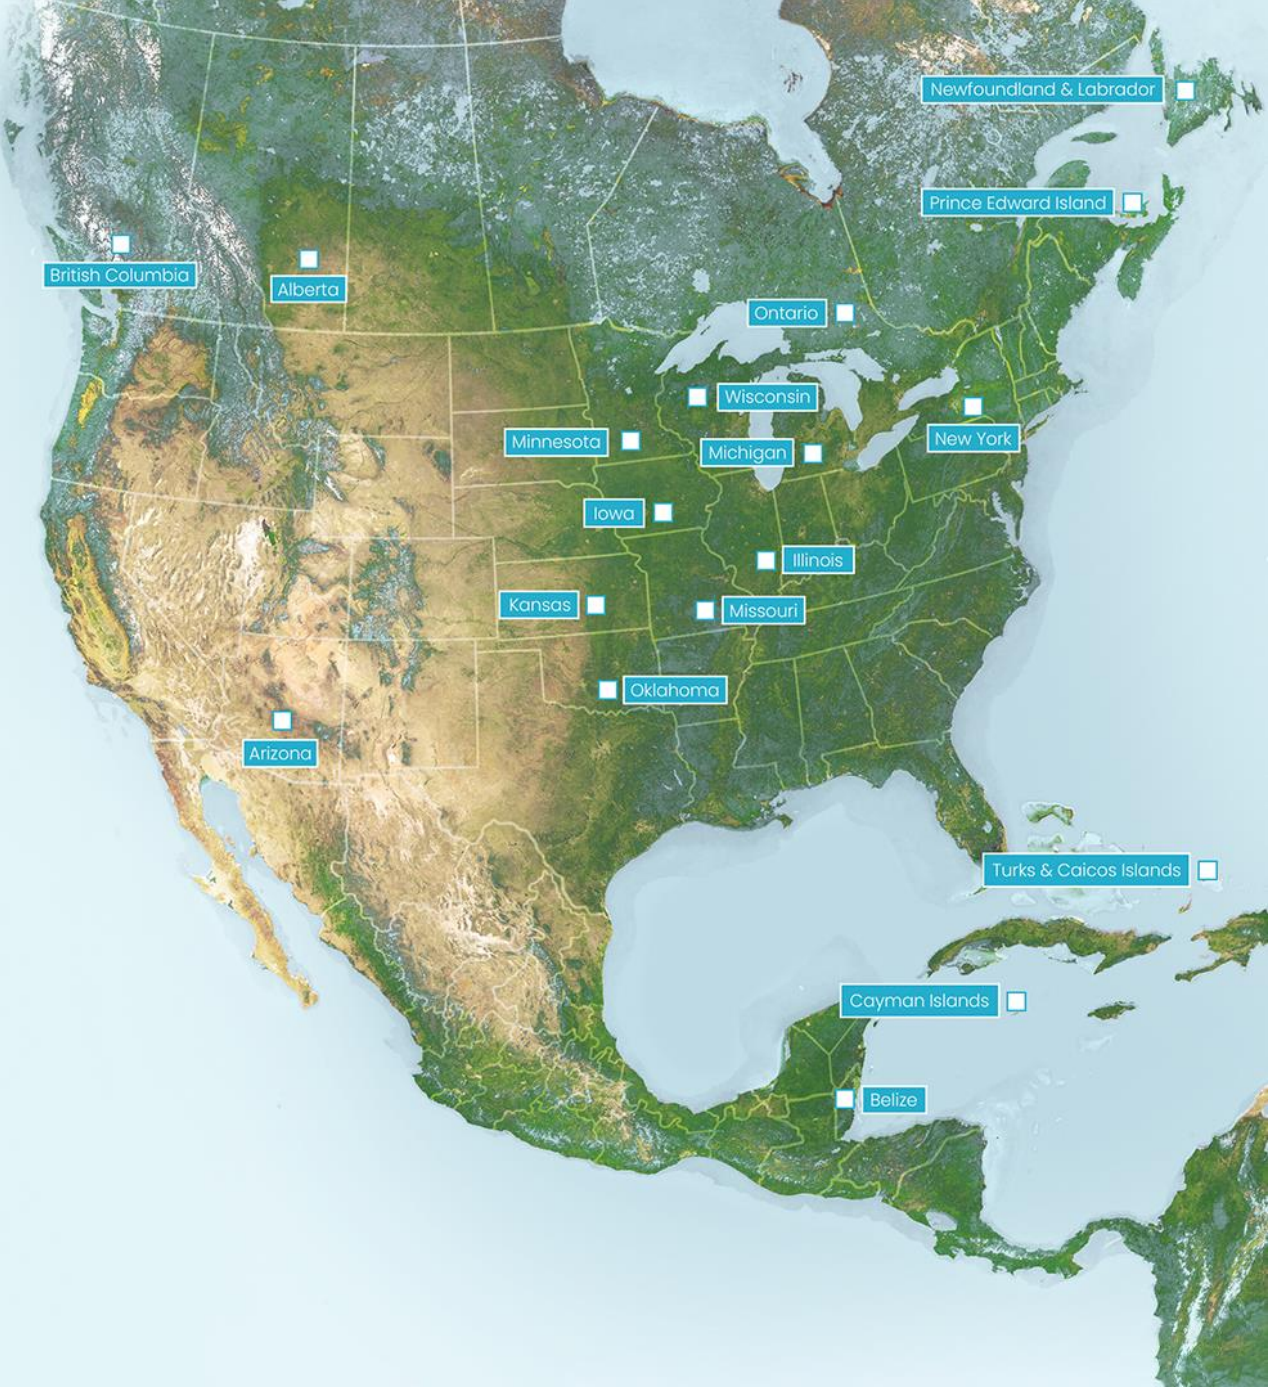 Newfoundland & Labrador
Prince Edward Island
British Columbia
Alberta
Ontario
Wisconsin
Minnesota
Michigan
New York
Iowa
Illinois
Kansas
Missouri
Oklahoma
Arizona
Turks & Caicos Islands
Cayman Islands
Belize